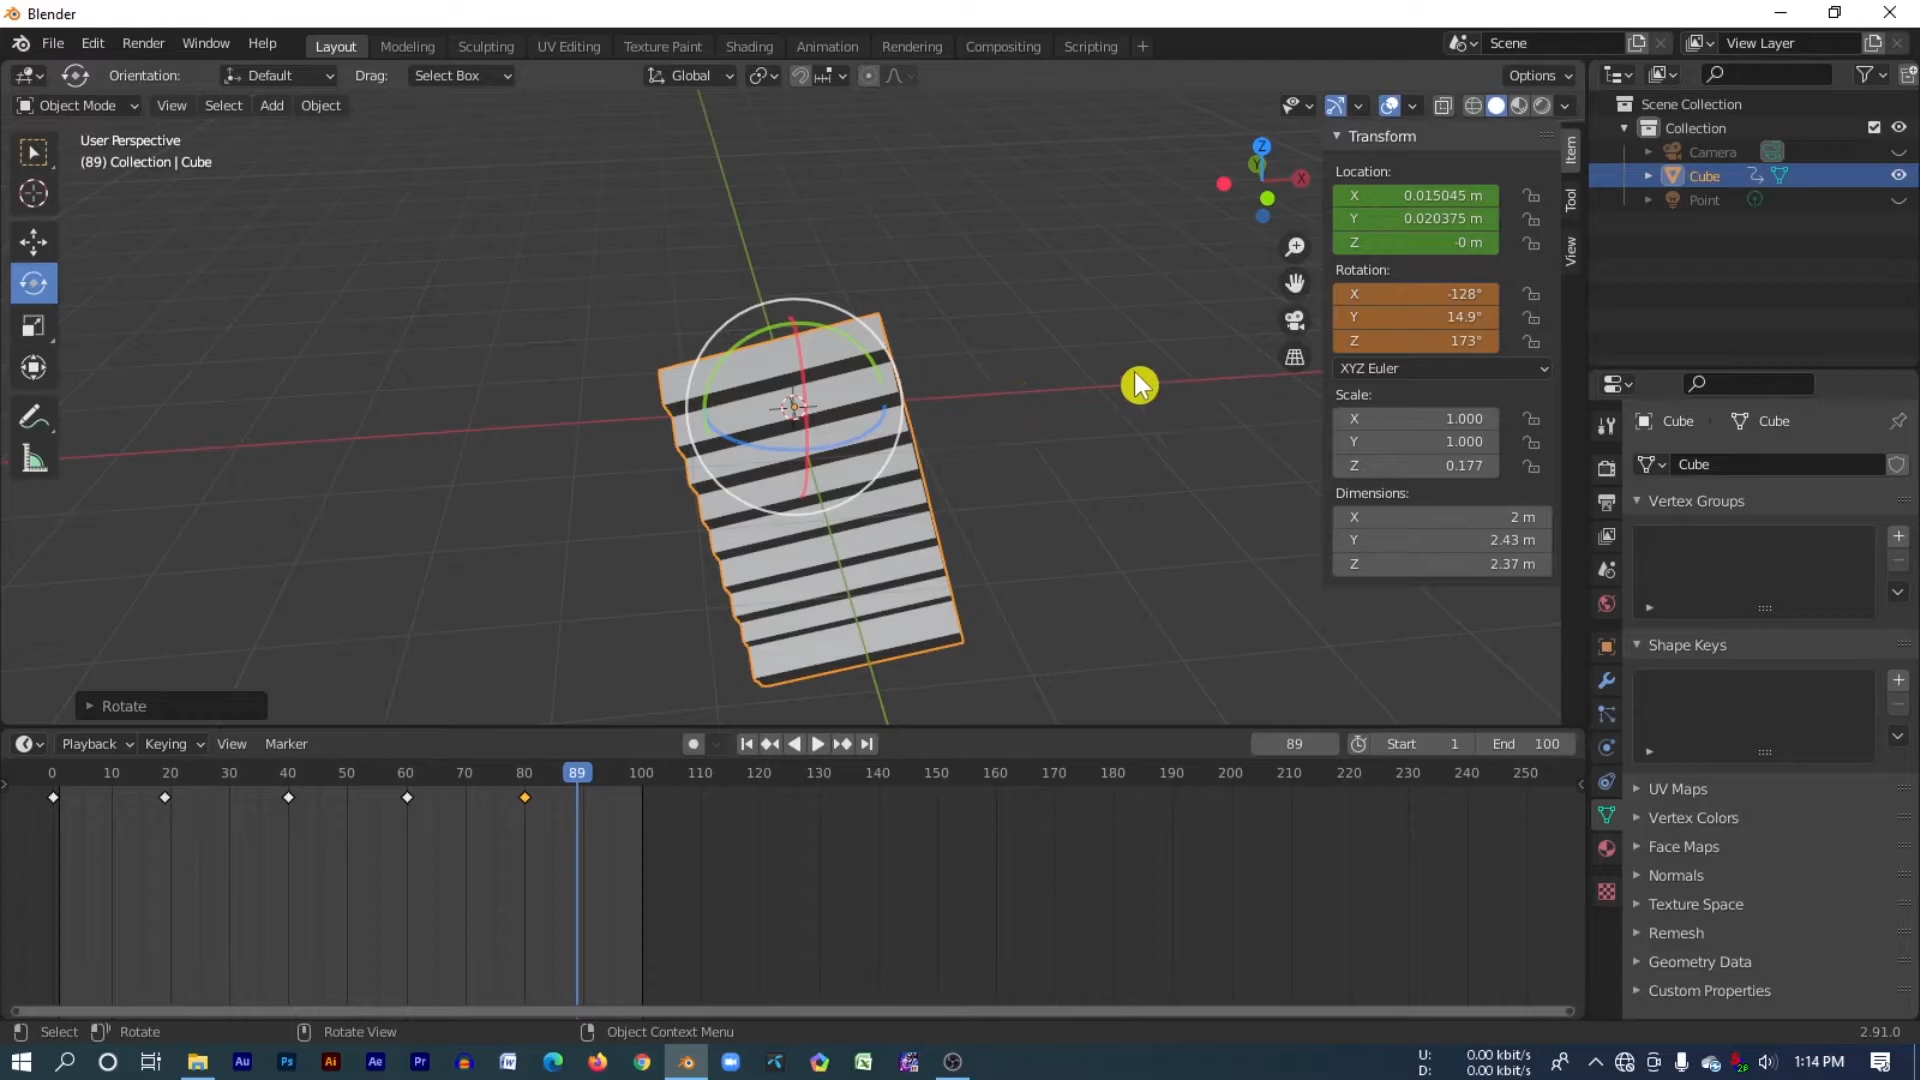 Blender
File Edit Render Window Help
Layout Modeling Sculpting UV Editing Texture Paint Shading Animation Rendering Compositing Scripting +
Scene
View Layer
Orientation: Default Drag: Select Box
Global
Options
Object Mode View Select Add Object
User Perspective
(89) Collection | Cube
Z
Y
X
Transform
Location:
X 0.015045 m
Y 0.020375 m
Z -0 m
Rotation:
X -128°
Y 14.9°
Z 173°
XYZ Euler
Scale:
X 1.000
Y 1.000
Z 0.177
Dimensions:
X 2 m
Y 2.43 m
Z 2.37 m
Item
Tool
View
Scene Collection
Collection
Camera
Cube
Point
Cube Cube
Cube
Vertex Groups
Shape Keys
UV Maps
Vertex Colors
Face Maps
Normals
Texture Space
Remesh
Geometry Data
Custom Properties
Rotate
Playback Keying View Marker
89 Start 1 End 100
0 10 20 30 40 50 60 70 80 89 100 110 120 130 140 150 160 170 180 190 200 210 220 230 240 250
Select Rotate Rotate View Object Context Menu 2.91.0
Au Ps Ai Ae Pr
U: 0.00 kbit/s
D: 0.00 kbit/s
1:14 PM